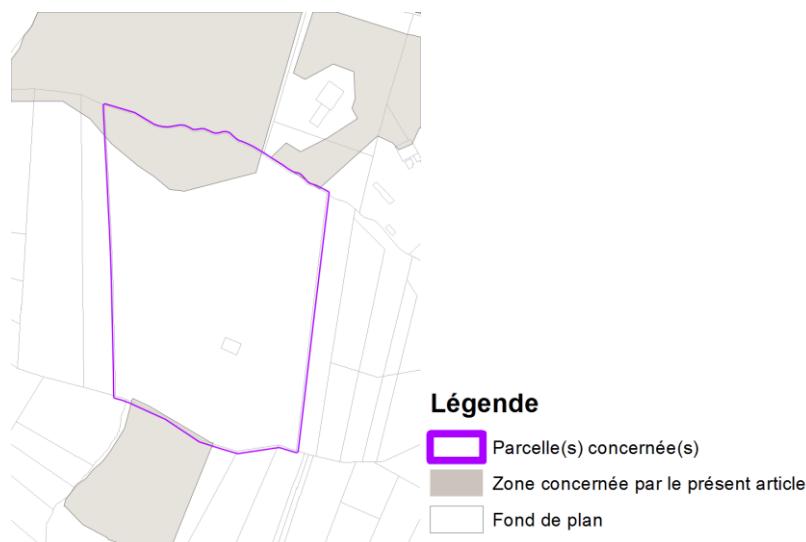 Légende
Parcelle(s) concernée(s)
Zone concernée par le présent article
Fond de plan